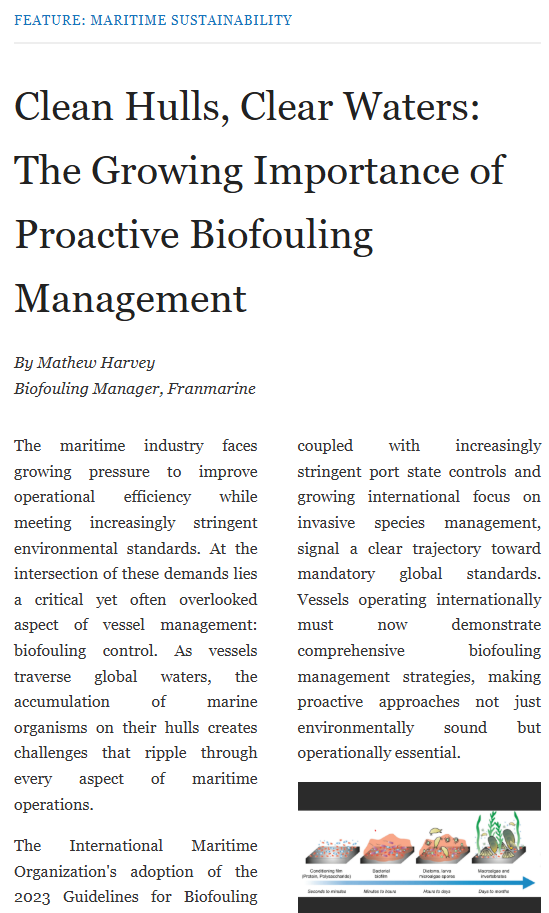 FEATURE: MARITIME SUSTAINABILITY
Clean Hulls, Clear Waters:
The Growing Importance of
Proactive Biofouling
Management
By Mathew Harvey
Biofouling Manager, Franmarine
The maritime industry faces
growing pressure to improve
operational efficiency while
meeting increasingly stringent
environmental standards. At the
intersection of these demands lies
a critical yet often overlooked
aspect of vessel management:
biofouling control. As vessels
traverse global waters, the
accumulation of marine
organisms on their hulls creates
challenges that ripple through
every aspect of maritime
operations.
The International Maritime
Organization's adoption of the
2023 Guidelines for Biofouling
coupled with increasingly
stringent port state controls and
growing international focus on
invasive species management,
signal a clear trajectory toward
mandatory global standards.
Vessels operating internationally
must now demonstrate
comprehensive biofouling
management strategies, making
proactive approaches not just
environmentally sound but
operationally essential.
Conditioning film
(Protein, Polysaccharide)
Seconds to minutes
Bacterial
biofilm
Minutes to hours
Diatoms, larva
microalgae spores
Hours to days
Macroalgae and
invertebrates
Days to months